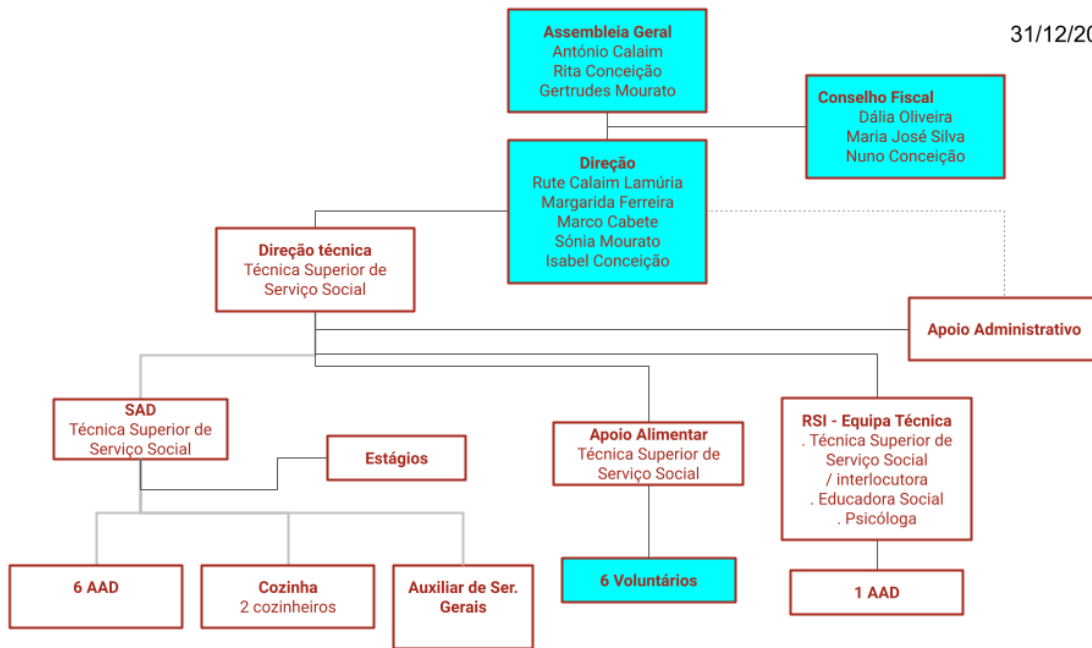 Assembleia Geral
António Calaim
Rita Conceição
Gertrudes Mourato
31/12/20
Conselho Fiscal
Dália Oliveira
Maria José Silva
Nuno Conceição
Direção
Rute Calaim Lamúria
Margarida Ferreira
Marco Cabete
Sónia Mourato
Isabel Conceição
Direção técnica
Técnica Superior de
Serviço Social
Apoio Administrativo
SAD
Técnica Superior de
Serviço Social
Estágios
Apoio Alimentar
Técnica Superior de
Serviço Social
RSI - Equipa Técnica
. Técnica Superior de
Serviço Social
/ interlocutora
. Educadora Social
. Psicóloga
6 AAD
Cozinha
2 cozinheiros
Auxiliar de Ser.
Gerais
6 Voluntários
1 AAD